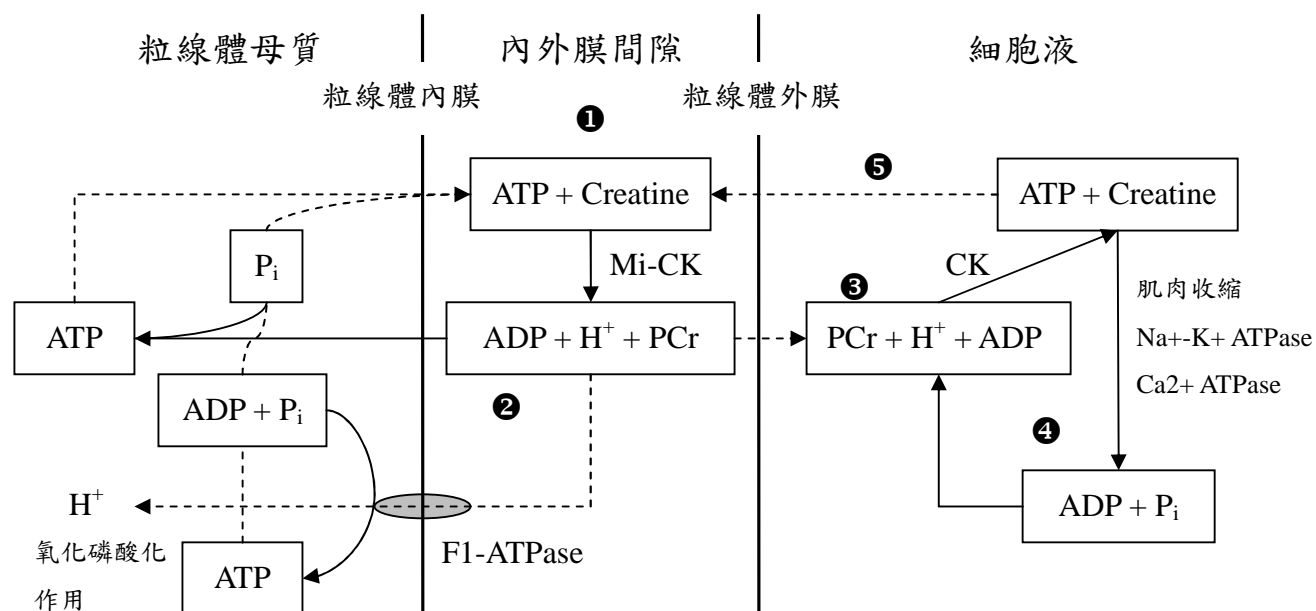 粒線體母質
內外膜間隙
細胞液
粒線體內膜
粒線體外膜
❶
ATP + Creatine
❺
ATP + Creatine
Pi
Mi-CK
CK
❸
肌肉收縮
ATP
ADP + H+ + PCr
PCr + H+ + ADP
Na+-K+ ATPase
Ca2+ ATPase
ADP + Pi
❷
❹
H+
ADP + Pi
氧化磷酸化
作用
F1-ATPase
ATP